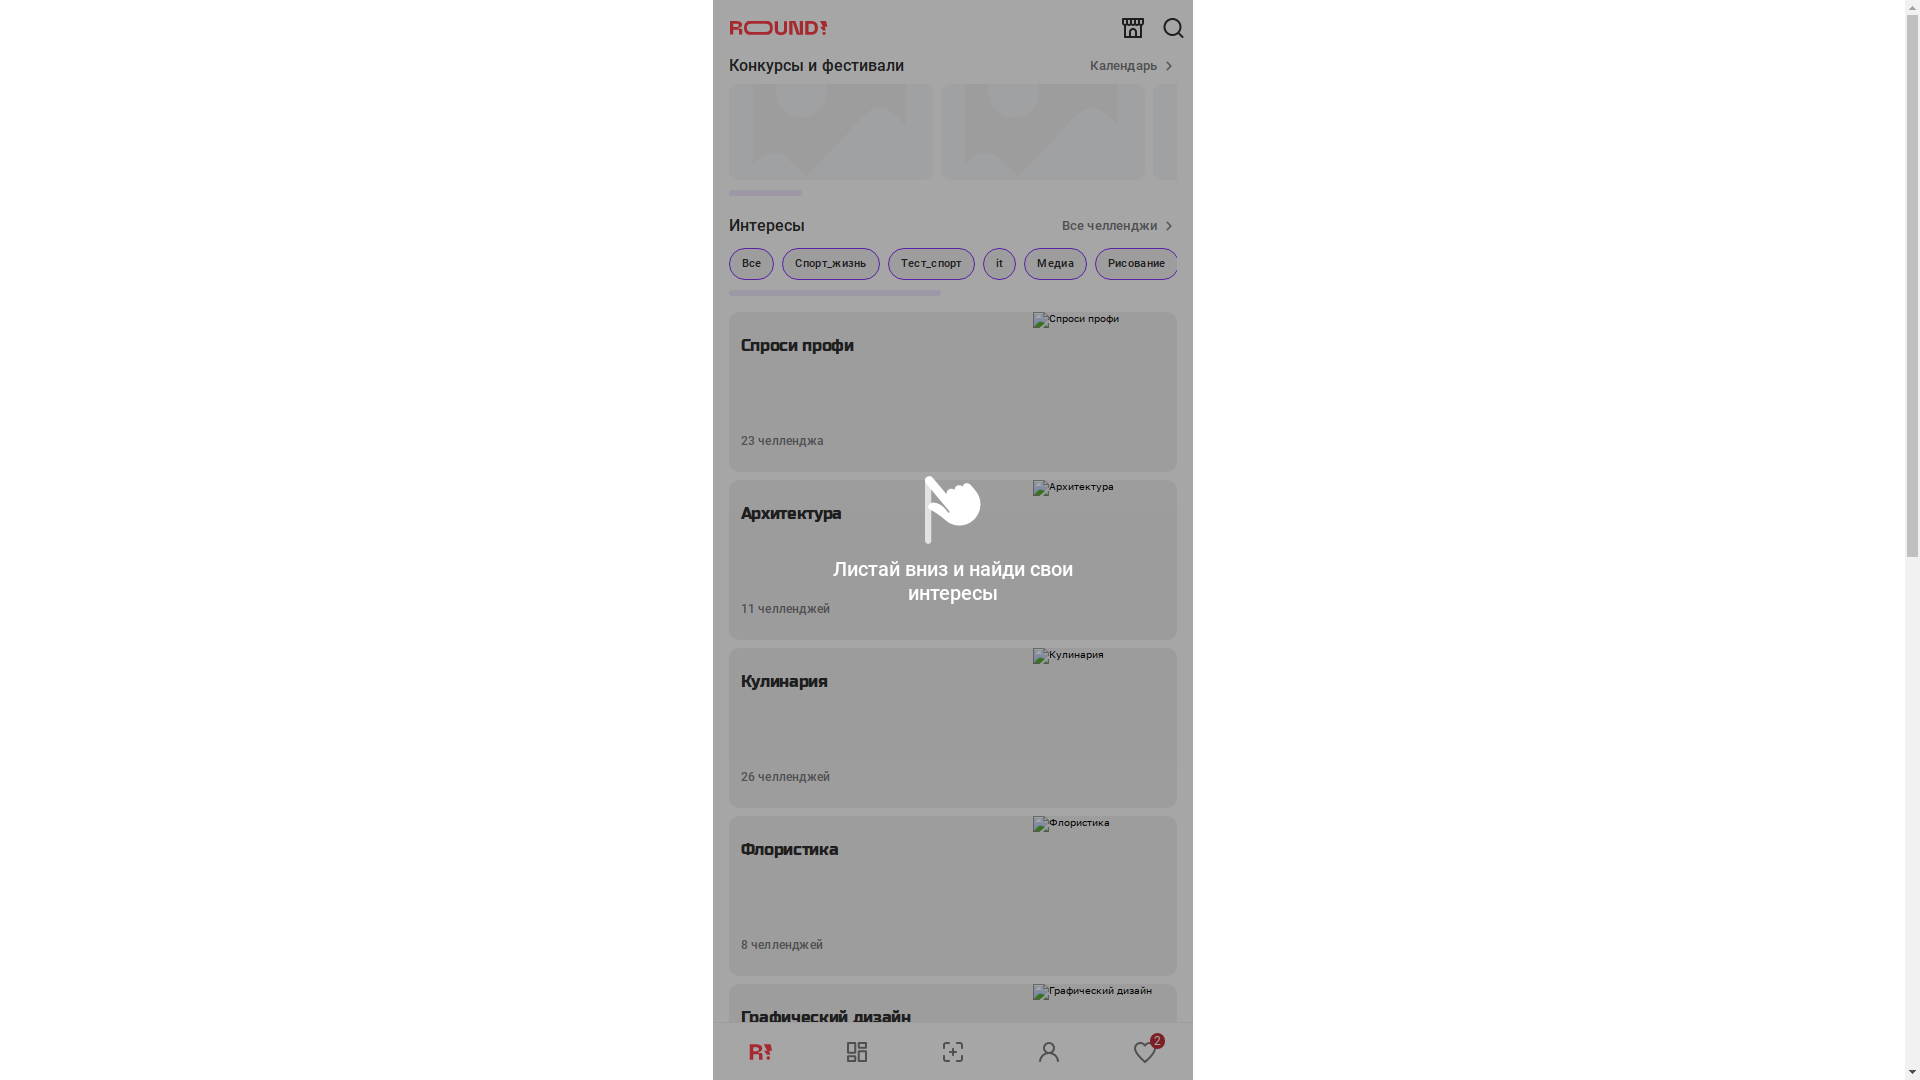 ROUND!
Конкурсы и фестивали
Календарь
Интересы
Все челленджи
Все
Спорт_жизнь
Тест_спорт
it
Медиа
Рисование
Спроси профи
Спроси профи
23 челленджа
Архитектура
Архитектура
Листай вниз и найди свои
интересы
11 челленджей
Кулинария
Кулинария
26 челленджей
Флористика
Флористика
8 челленджей
Графический дизайн
Графический дизайн
R!
2